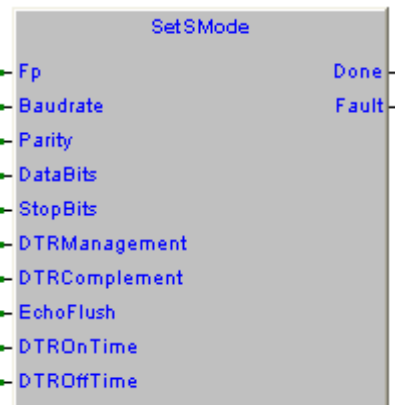 SetSMode
Fp Done
Baudrate Fault
Parity
DataBits
StopBits
DTRManagement
DTRComplement
EchoFlush
DTROnTime
DTROffTime